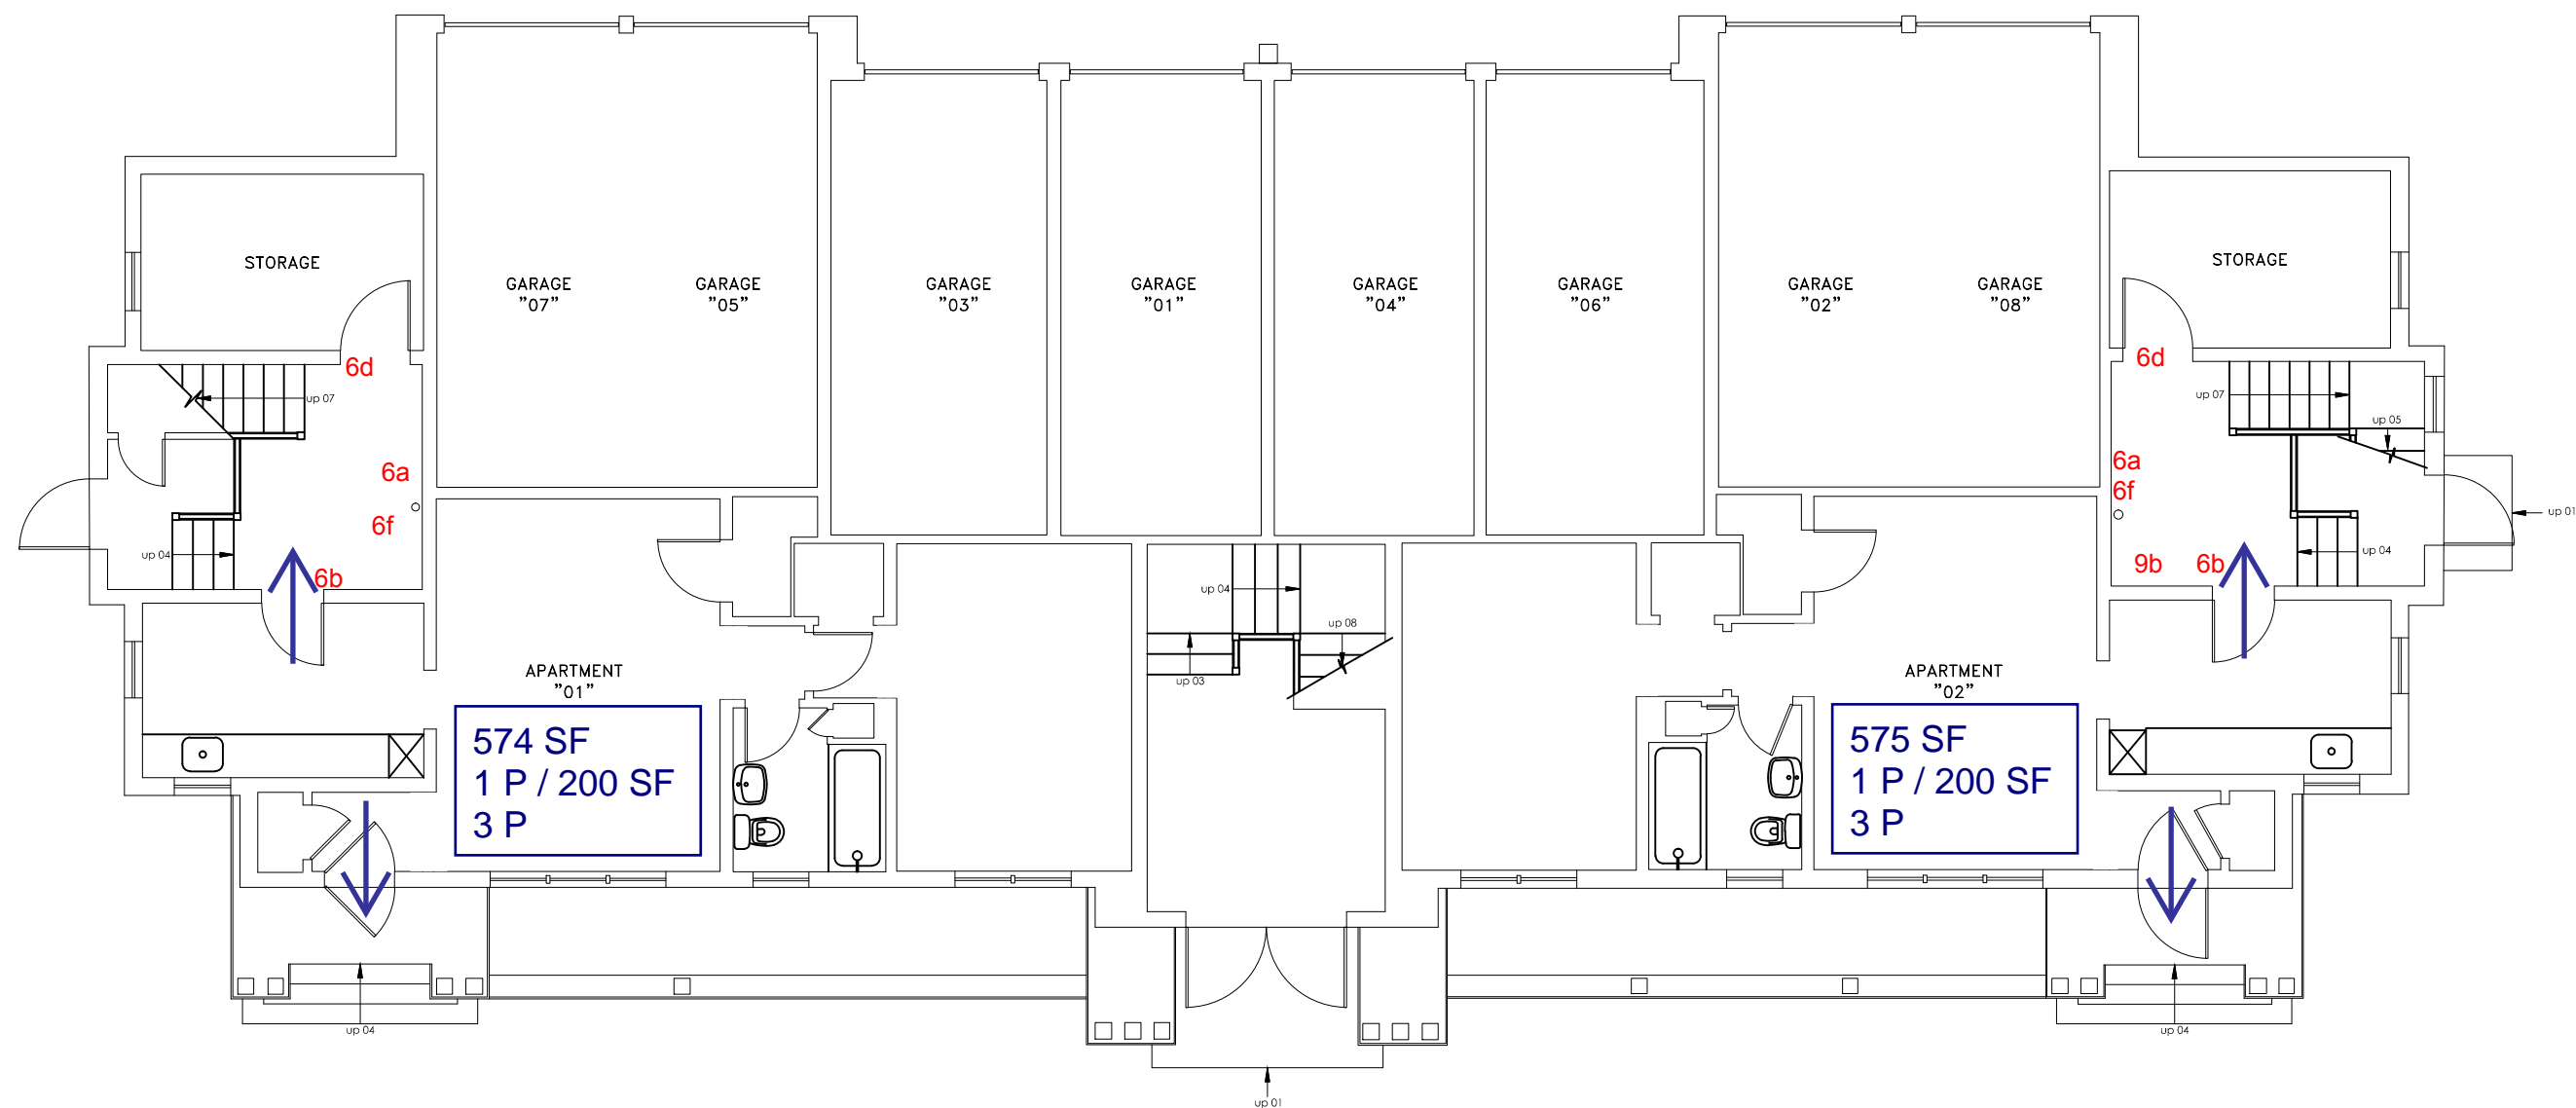 STORAGE
GARAGE
"07"
GARAGE
"05"
GARAGE
"03"
GARAGE
"01"
GARAGE
"04"
GARAGE
"06"
GARAGE
"02"
GARAGE
"08"
STORAGE
6d
up 07
6a
6f
up 04
6b
6d
up 07
up 05
6a
6f
up 01
up 04
9b
6b
up 04
up 08
up 03
APARTMENT
"01"
574 SF
1 P / 200 SF
3 P
APARTMENT
"02"
575 SF
1 P / 200 SF
3 P
up 04
up 04
up 01